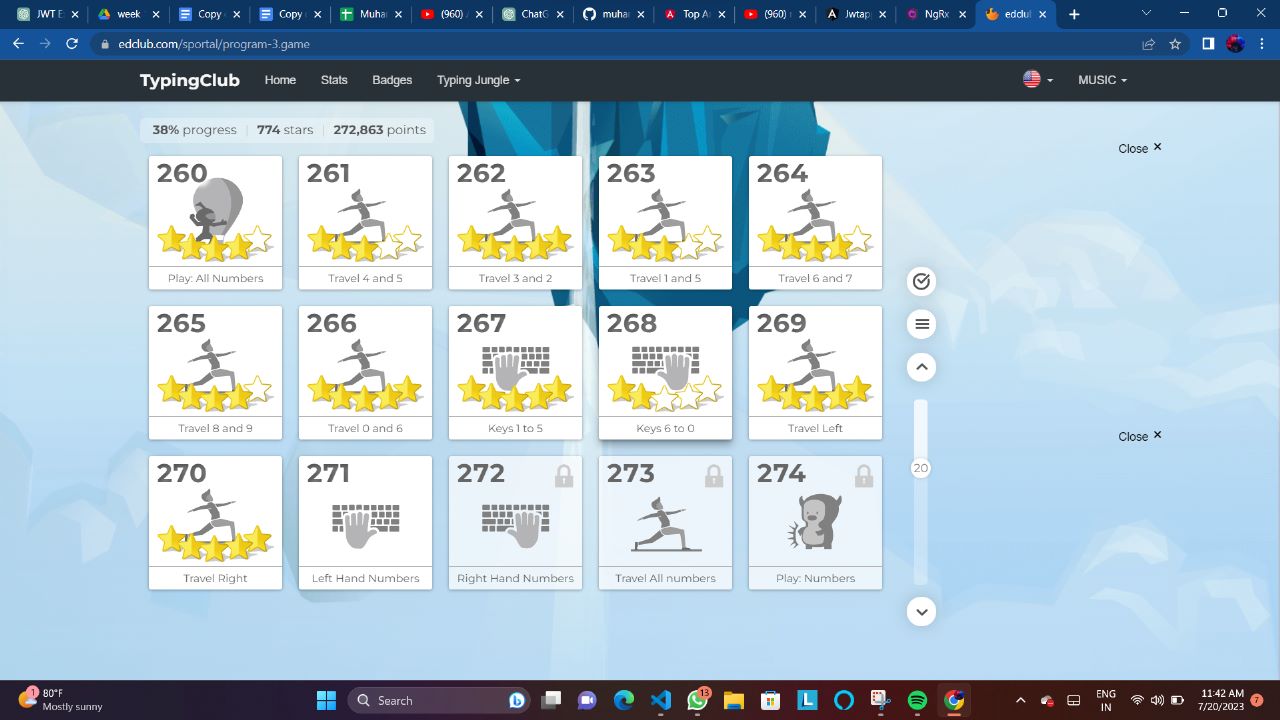 JWT E
week
Copy
Copy
Muha
(960)
ChatG
muha
Top A
(960)
Jwtap
NgRx
edclub
edclub.com/sportal/program-3.game
TypingClub Home Stats Badges Typing Jungle MUSIC
38% progress 774 stars 272,863 points
Close
260 261 262 263 264
Play: All Numbers Travel 4 and 5 Travel 3 and 2 Travel 1 and 5 Travel 6 and 7
265 266 267 268 269
Travel 8 and 9 Travel 0 and 6 Keys 1 to 5 Keys 6 to 0 Travel Left
Close
20
270 271 272 273 274
Travel Right Left Hand Numbers Right Hand Numbers Travel All numbers Play: Numbers
1 80°F
Mostly sunny
Search
13
L
ENG
IN
11:42 AM
7/20/2023
7